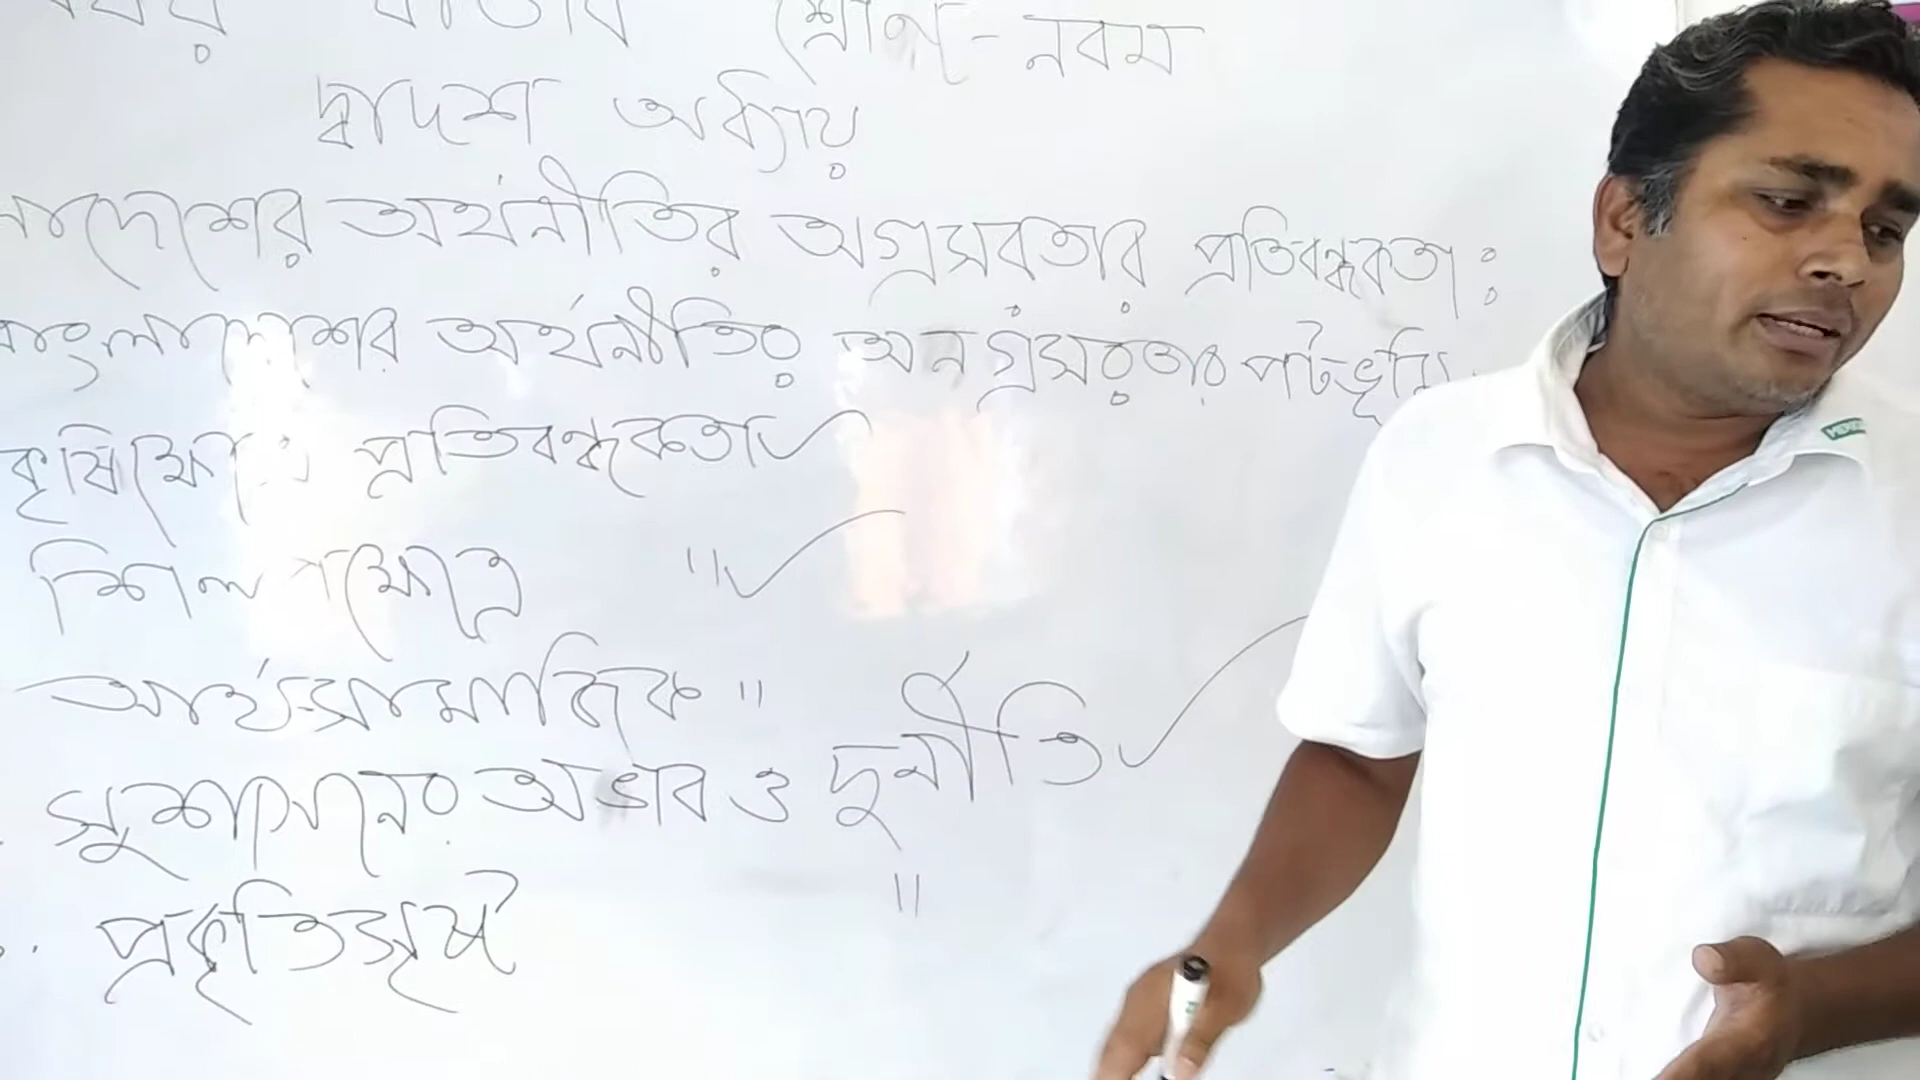 শ্রেণি - নবম
দ্বাদশ অধ্যায়
অর্থনীতির অগ্রসরতার প্রতিবন্ধকতা :
বাংলাদেশের অর্থনীতির অনগ্রসরতার পটভূমি
কৃষিক্ষেত্রে প্রতিবন্ধকতা
শিল্পক্ষেত্রে "
আর্থ-সামাজিক "
সুশাসনের অভাব ও দুর্নীতি
প্রকৃতিসৃষ্ট "